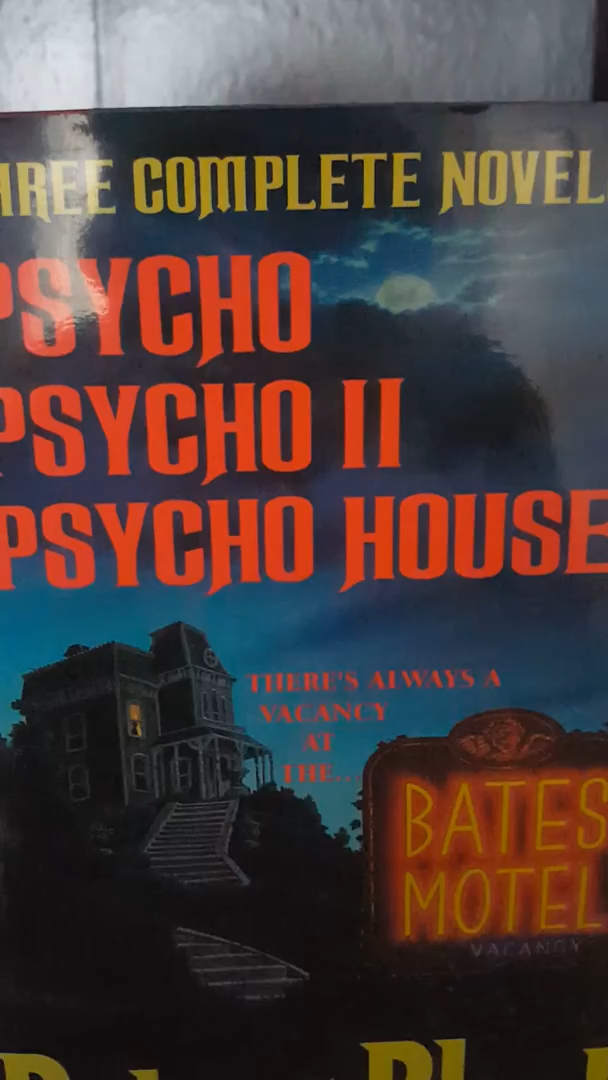 HREE COMPLETE NOVEL
PSYCHO
PSYCHO II
PSYCHO HOUSE
THERE'S ALWAYS A
VACANCY
AT
THE...
BATES
MOTEL
VACANCY